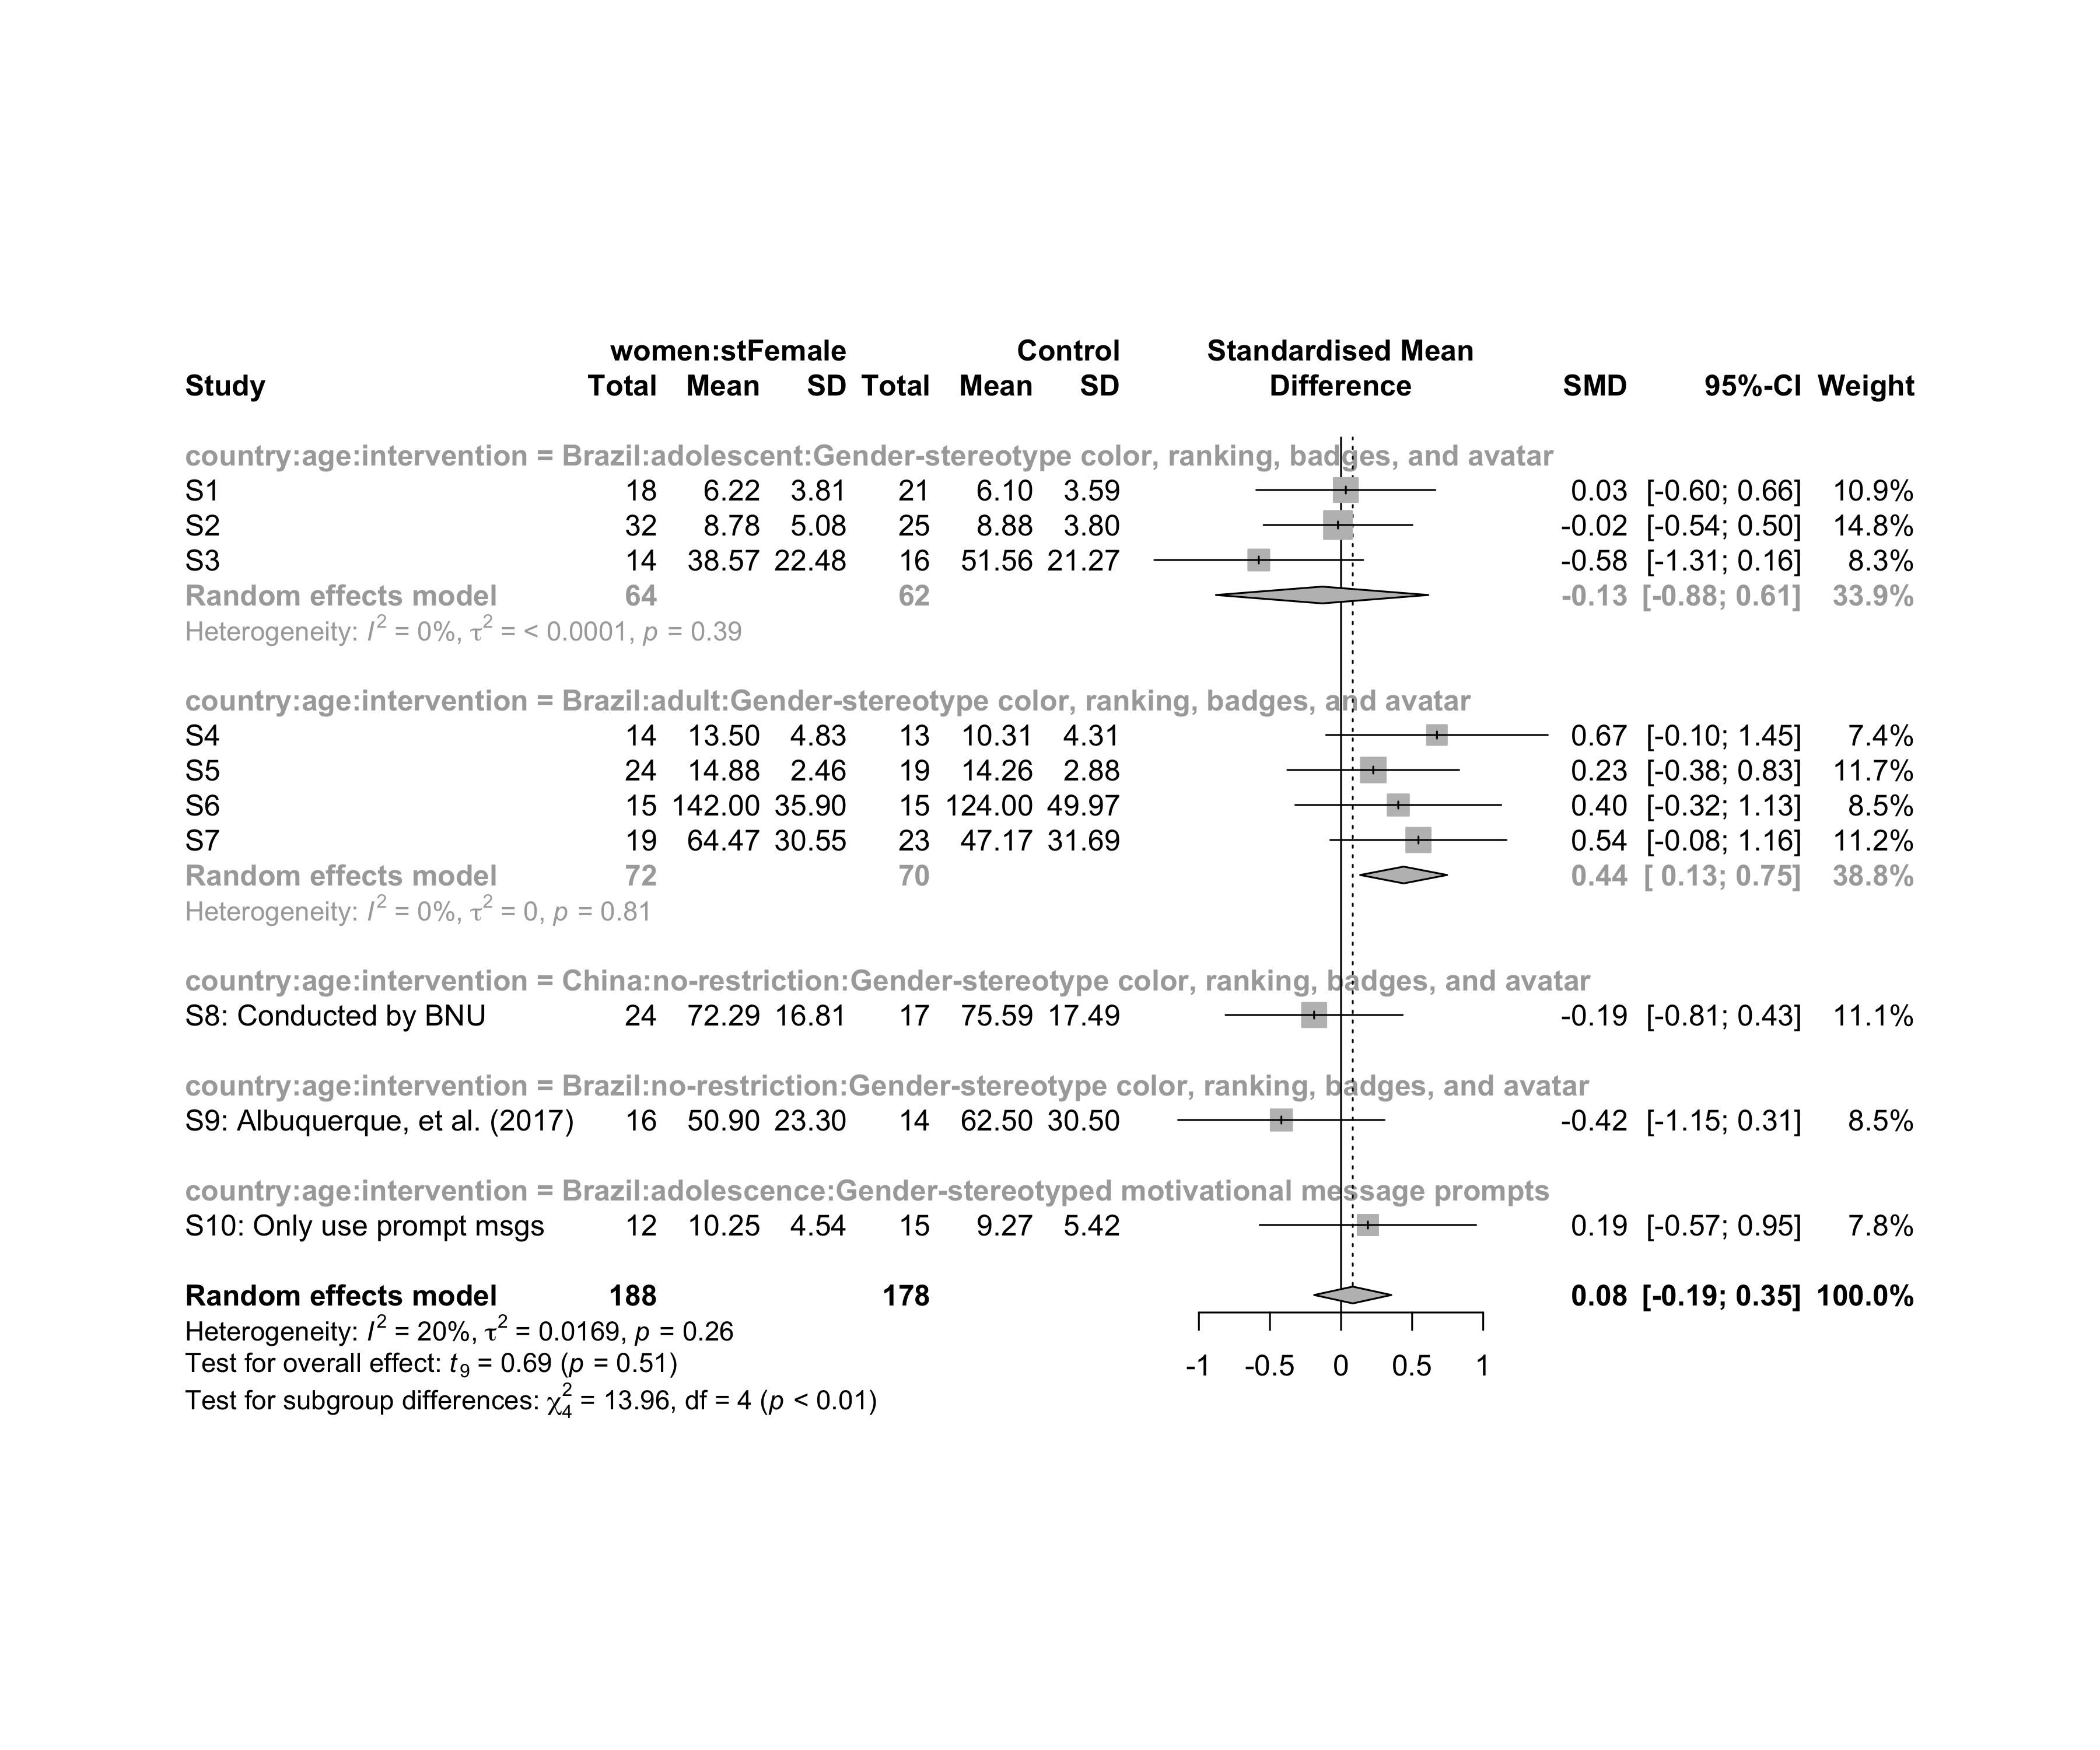 women:stFemale Control Standardised Mean
Study Total Mean SD Total Mean SD Difference SMD 95%-CI Weight
country:age:intervention = Brazil:adolescent:Gender-stereotype color, ranking, badges, and avatar
S1 18 6.22 3.81 21 6.10 3.59 0.03 [-0.60; 0.66] 10.9%
S2 32 8.78 5.08 25 8.88 3.80 -0.02 [-0.54; 0.50] 14.8%
S3 14 38.57 22.48 16 51.56 21.27 -0.58 [-1.31; 0.16] 8.3%
Random effects model 64 62 -0.13 [-0.88; 0.61] 33.9%
Heterogeneity: I² = 0%, τ² = < 0.0001, p = 0.39
country:age:intervention = Brazil:adult:Gender-stereotype color, ranking, badges, and avatar
S4 14 13.50 4.83 13 10.31 4.31 0.67 [-0.10; 1.45] 7.4%
S5 24 14.88 2.46 19 14.26 2.88 0.23 [-0.38; 0.83] 11.7%
S6 15 142.00 35.90 15 124.00 49.97 0.40 [-0.32; 1.13] 8.5%
S7 19 64.47 30.55 23 47.17 31.69 0.54 [-0.08; 1.16] 11.2%
Random effects model 72 70 0.44 [ 0.13; 0.75] 38.8%
Heterogeneity: I² = 0%, τ² = 0, p = 0.81
country:age:intervention = China:no-restriction:Gender-stereotype color, ranking, badges, and avatar
S8: Conducted by BNU 24 72.29 16.81 17 75.59 17.49 -0.19 [-0.81; 0.43] 11.1%
country:age:intervention = Brazil:no-restriction:Gender-stereotype color, ranking, badges, and avatar
S9: Albuquerque, et al. (2017) 16 50.90 23.30 14 62.50 30.50 -0.42 [-1.15; 0.31] 8.5%
country:age:intervention = Brazil:adolescence:Gender-stereotyped motivational message prompts
S10: Only use prompt msgs 12 10.25 4.54 15 9.27 5.42 0.19 [-0.57; 0.95] 7.8%
Random effects model 188 178 0.08 [-0.19; 0.35] 100.0%
Heterogeneity: I² = 20%, τ² = 0.0169, p = 0.26
Test for overall effect: t₉ = 0.69 (p = 0.51)
-1 -0.5 0 0.5 1
Test for subgroup differences: χ²₄ = 13.96, df = 4 (p < 0.01)